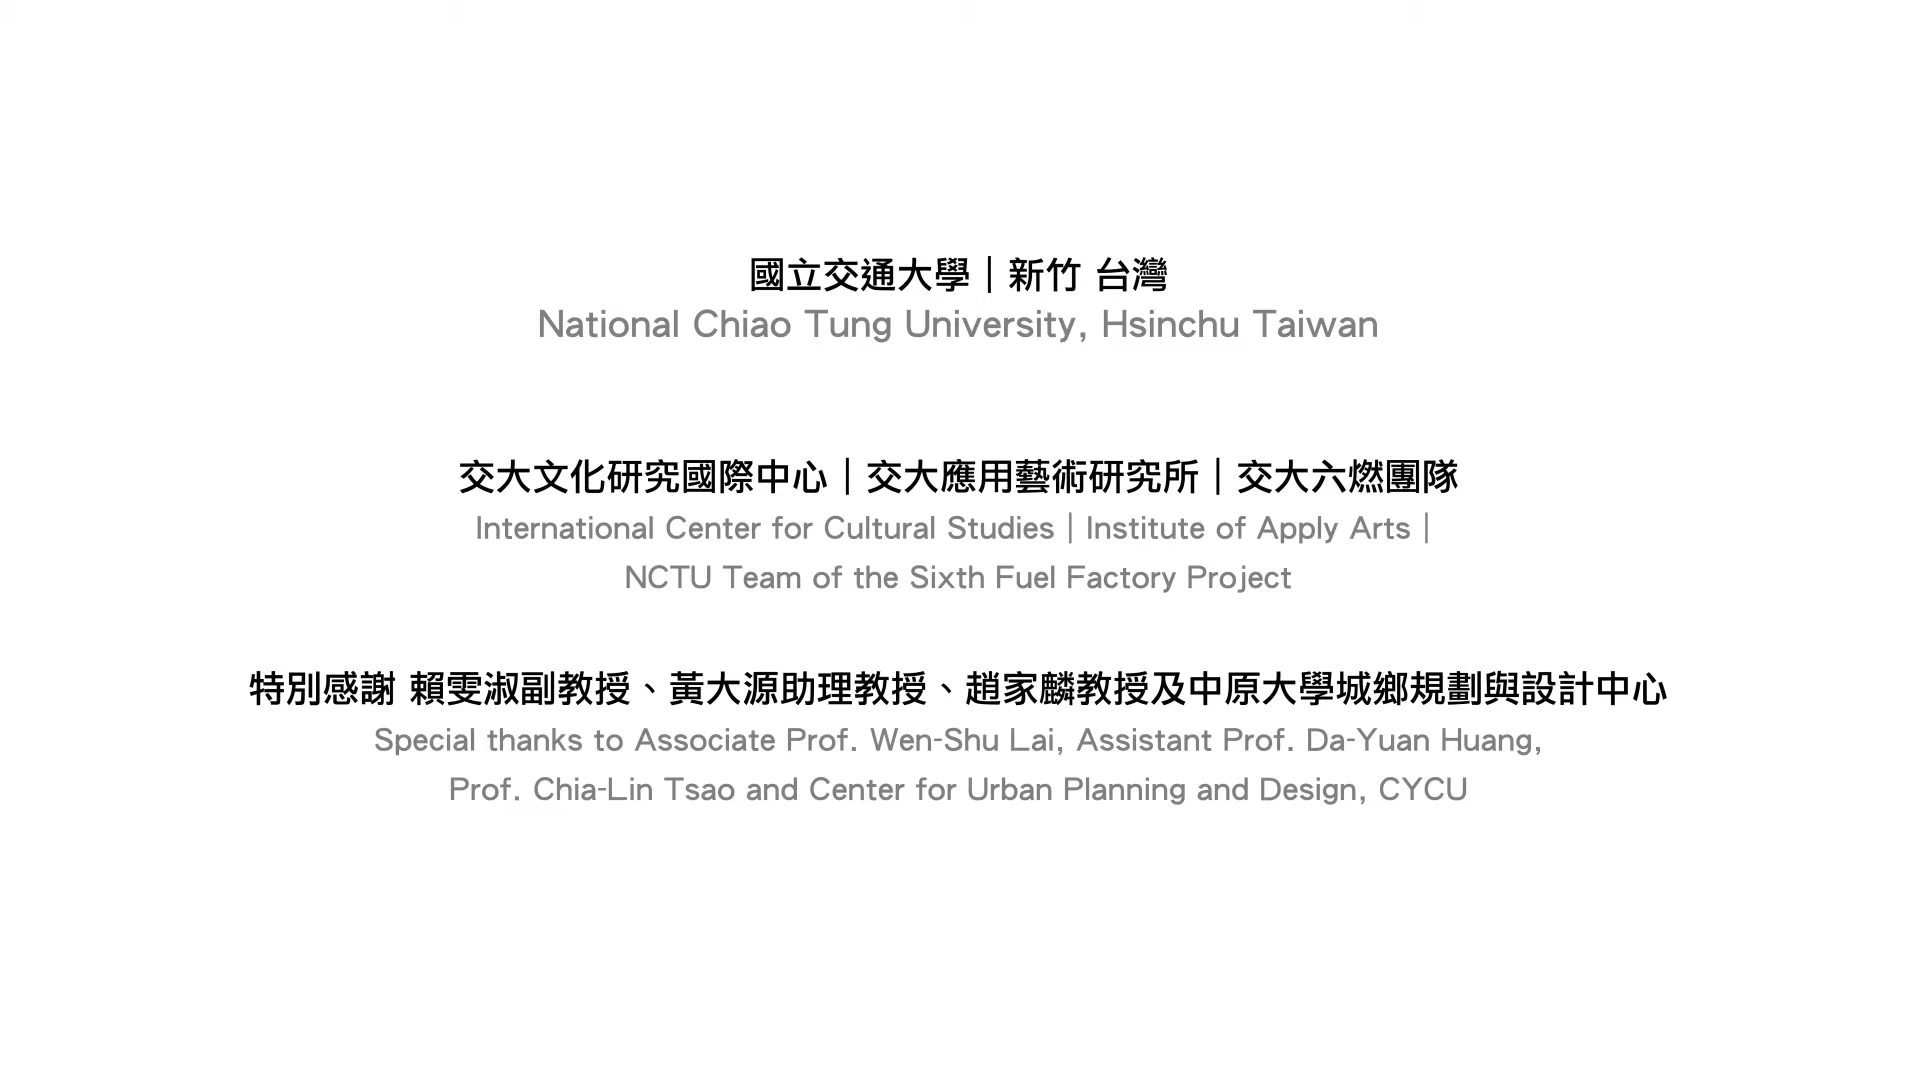 國立交通大學｜新竹 台灣
National Chiao Tung University, Hsinchu Taiwan
交大文化研究國際中心｜交大應用藝術研究所｜交大六燃團隊
International Center for Cultural Studies｜Institute of Apply Arts｜
NCTU Team of the Sixth Fuel Factory Project
特別感謝 賴雯淑副教授、黃大源助理教授、趙家麟教授及中原大學城鄉規劃與設計中心
Special thanks to Associate Prof. Wen-Shu Lai, Assistant Prof. Da-Yuan Huang,
Prof. Chia-Lin Tsao and Center for Urban Planning and Design, CYCU